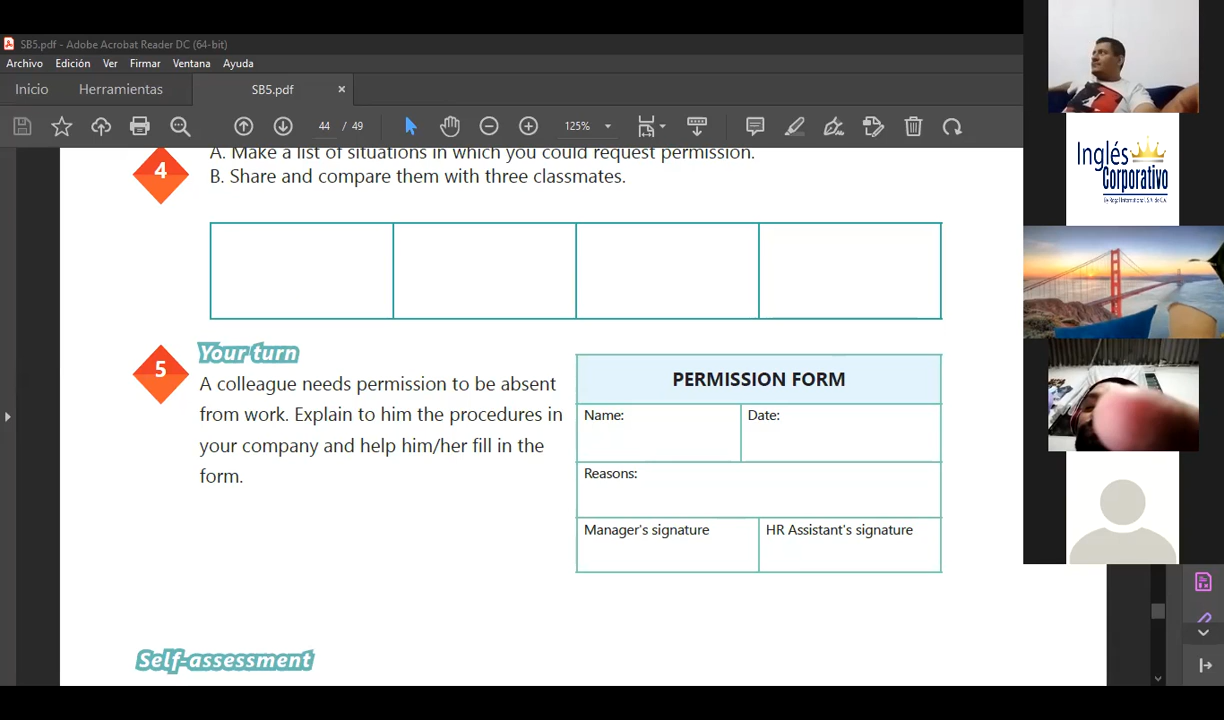 SB5.pdf - Adobe Acrobat Reader DC (64-bit)
Archivo Edición Ver Firmar Ventana Ayuda
Inicio Herramientas SB5.pdf ×
44 / 49 125%
4
A. Make a list of situations in which you could request permission.
B. Share and compare them with three classmates.
5
Your turn
A colleague needs permission to be absent
from work. Explain to him the procedures in
your company and help him/her fill in the
form.
PERMISSION FORM
Name: Date:
Reasons:
Manager's signature HR Assistant's signature
Self-assessment
Inglés
Corporativo